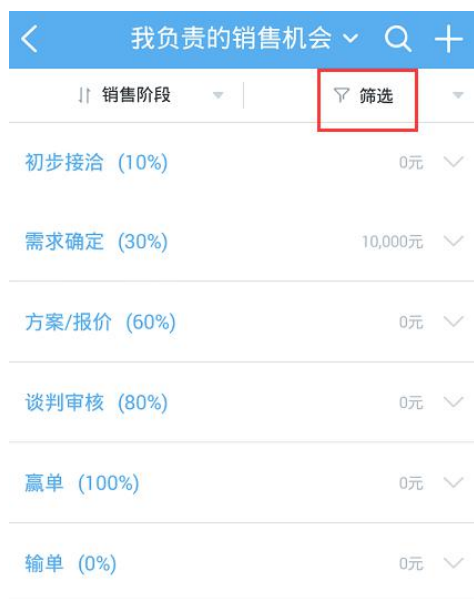 我负责的销售机会
销售阶段 筛选
初步接洽 (10%) 0元
需求确定 (30%) 10,000元
方案/报价 (60%) 0元
谈判审核 (80%) 0元
赢单 (100%) 0元
输单 (0%) 0元